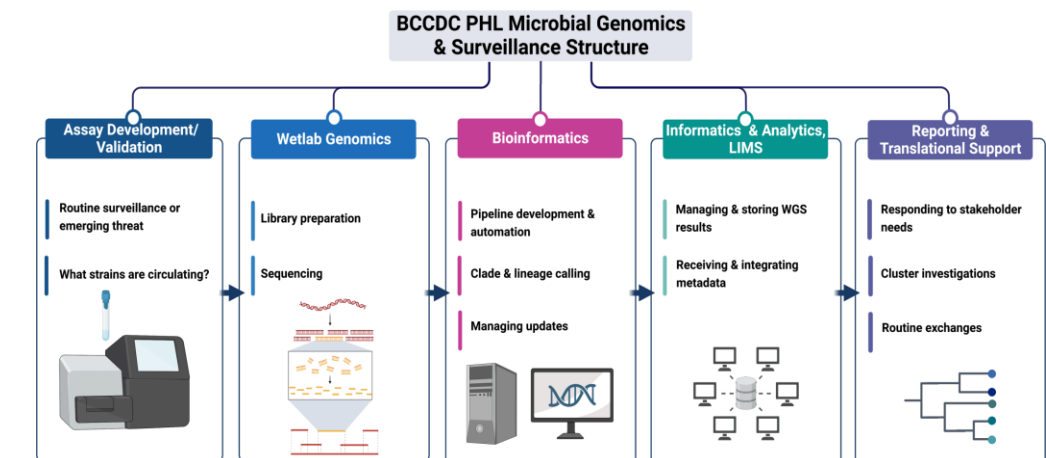 BCCDC PHL Microbial Genomics
& Surveillance Structure
Assay Development/
Validation
Routine surveillance or
emerging threat
What strains are circulating?
Wetlab Genomics
Library preparation
Sequencing
Bioinformatics
Pipeline development &
automation
Clade & lineage calling
Managing updates
Informatics & Analytics,
LIMS
Managing & storing WGS
results
Receiving & integrating
metadata
Reporting &
Translational Support
Responding to stakeholder
needs
Cluster investigations
Routine exchanges